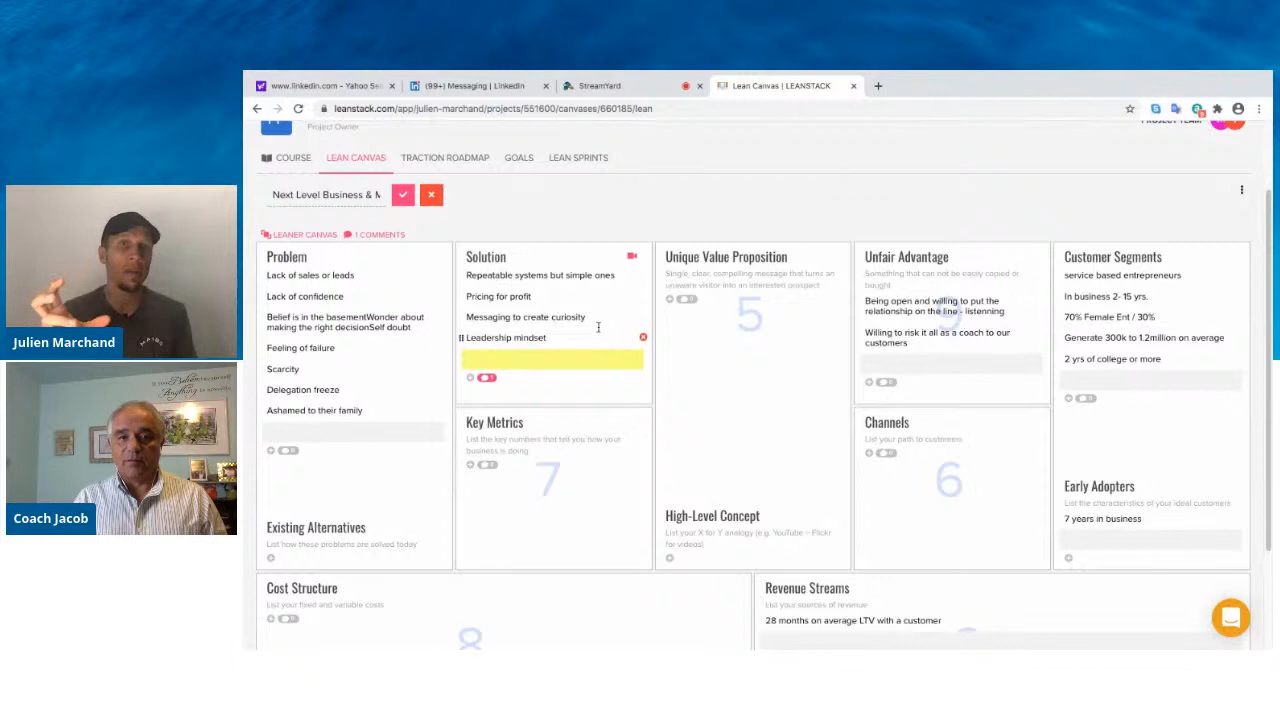 www.linkedin.com - Yahoo Se
(99+) Messaging | LinkedIn
StreamYard
Lean Canvas | LEANSTACK
leanstack.com/app/julien-marchand/projects/551600/canvases/660185/lean
Project Owner
PROJECT TEAM
COURSE
LEAN CANVAS
TRACTION ROADMAP
GOALS
LEAN SPRINTS
Next Level Business & M
LEANER CANVAS
1 COMMENTS
Problem
Lack of sales or leads
Lack of confidence
Belief is in the basementWonder about
making the right decisionSelf doubt
Feeling of failure
Scarcity
Delegation freeze
Ashamed to their family
Existing Alternatives
List how these problems are solved today
Solution
Repeatable systems but simple ones
Pricing for profit
Messaging to create curiosity
Leadership mindset
Key Metrics
List the key numbers that tell you how your
business is doing
7
Unique Value Proposition
Single, clear, compelling message that turns an
unaware visitor into an interested prospect
5
High-Level Concept
List your X for Y analogy (e.g. YouTube = Flickr
for videos)
Unfair Advantage
Something that can not be easily copied or
bought
Being open and willing to put the
relationship on the line - listenning
Willing to risk it all as a coach to our
customers
9
Channels
List your path to customers
6
Customer Segments
service based entrepreneurs
In business 2- 15 yrs.
70% Female Ent / 30%
Generate 300k to 1.2million on average
2 yrs of college or more
Early Adopters
List the characteristics of your ideal customers
7 years in business
Cost Structure
List your fixed and variable costs
8
Revenue Streams
List your sources of revenue
28 months on average LTV with a customer
Julien Marchand
Coach Jacob